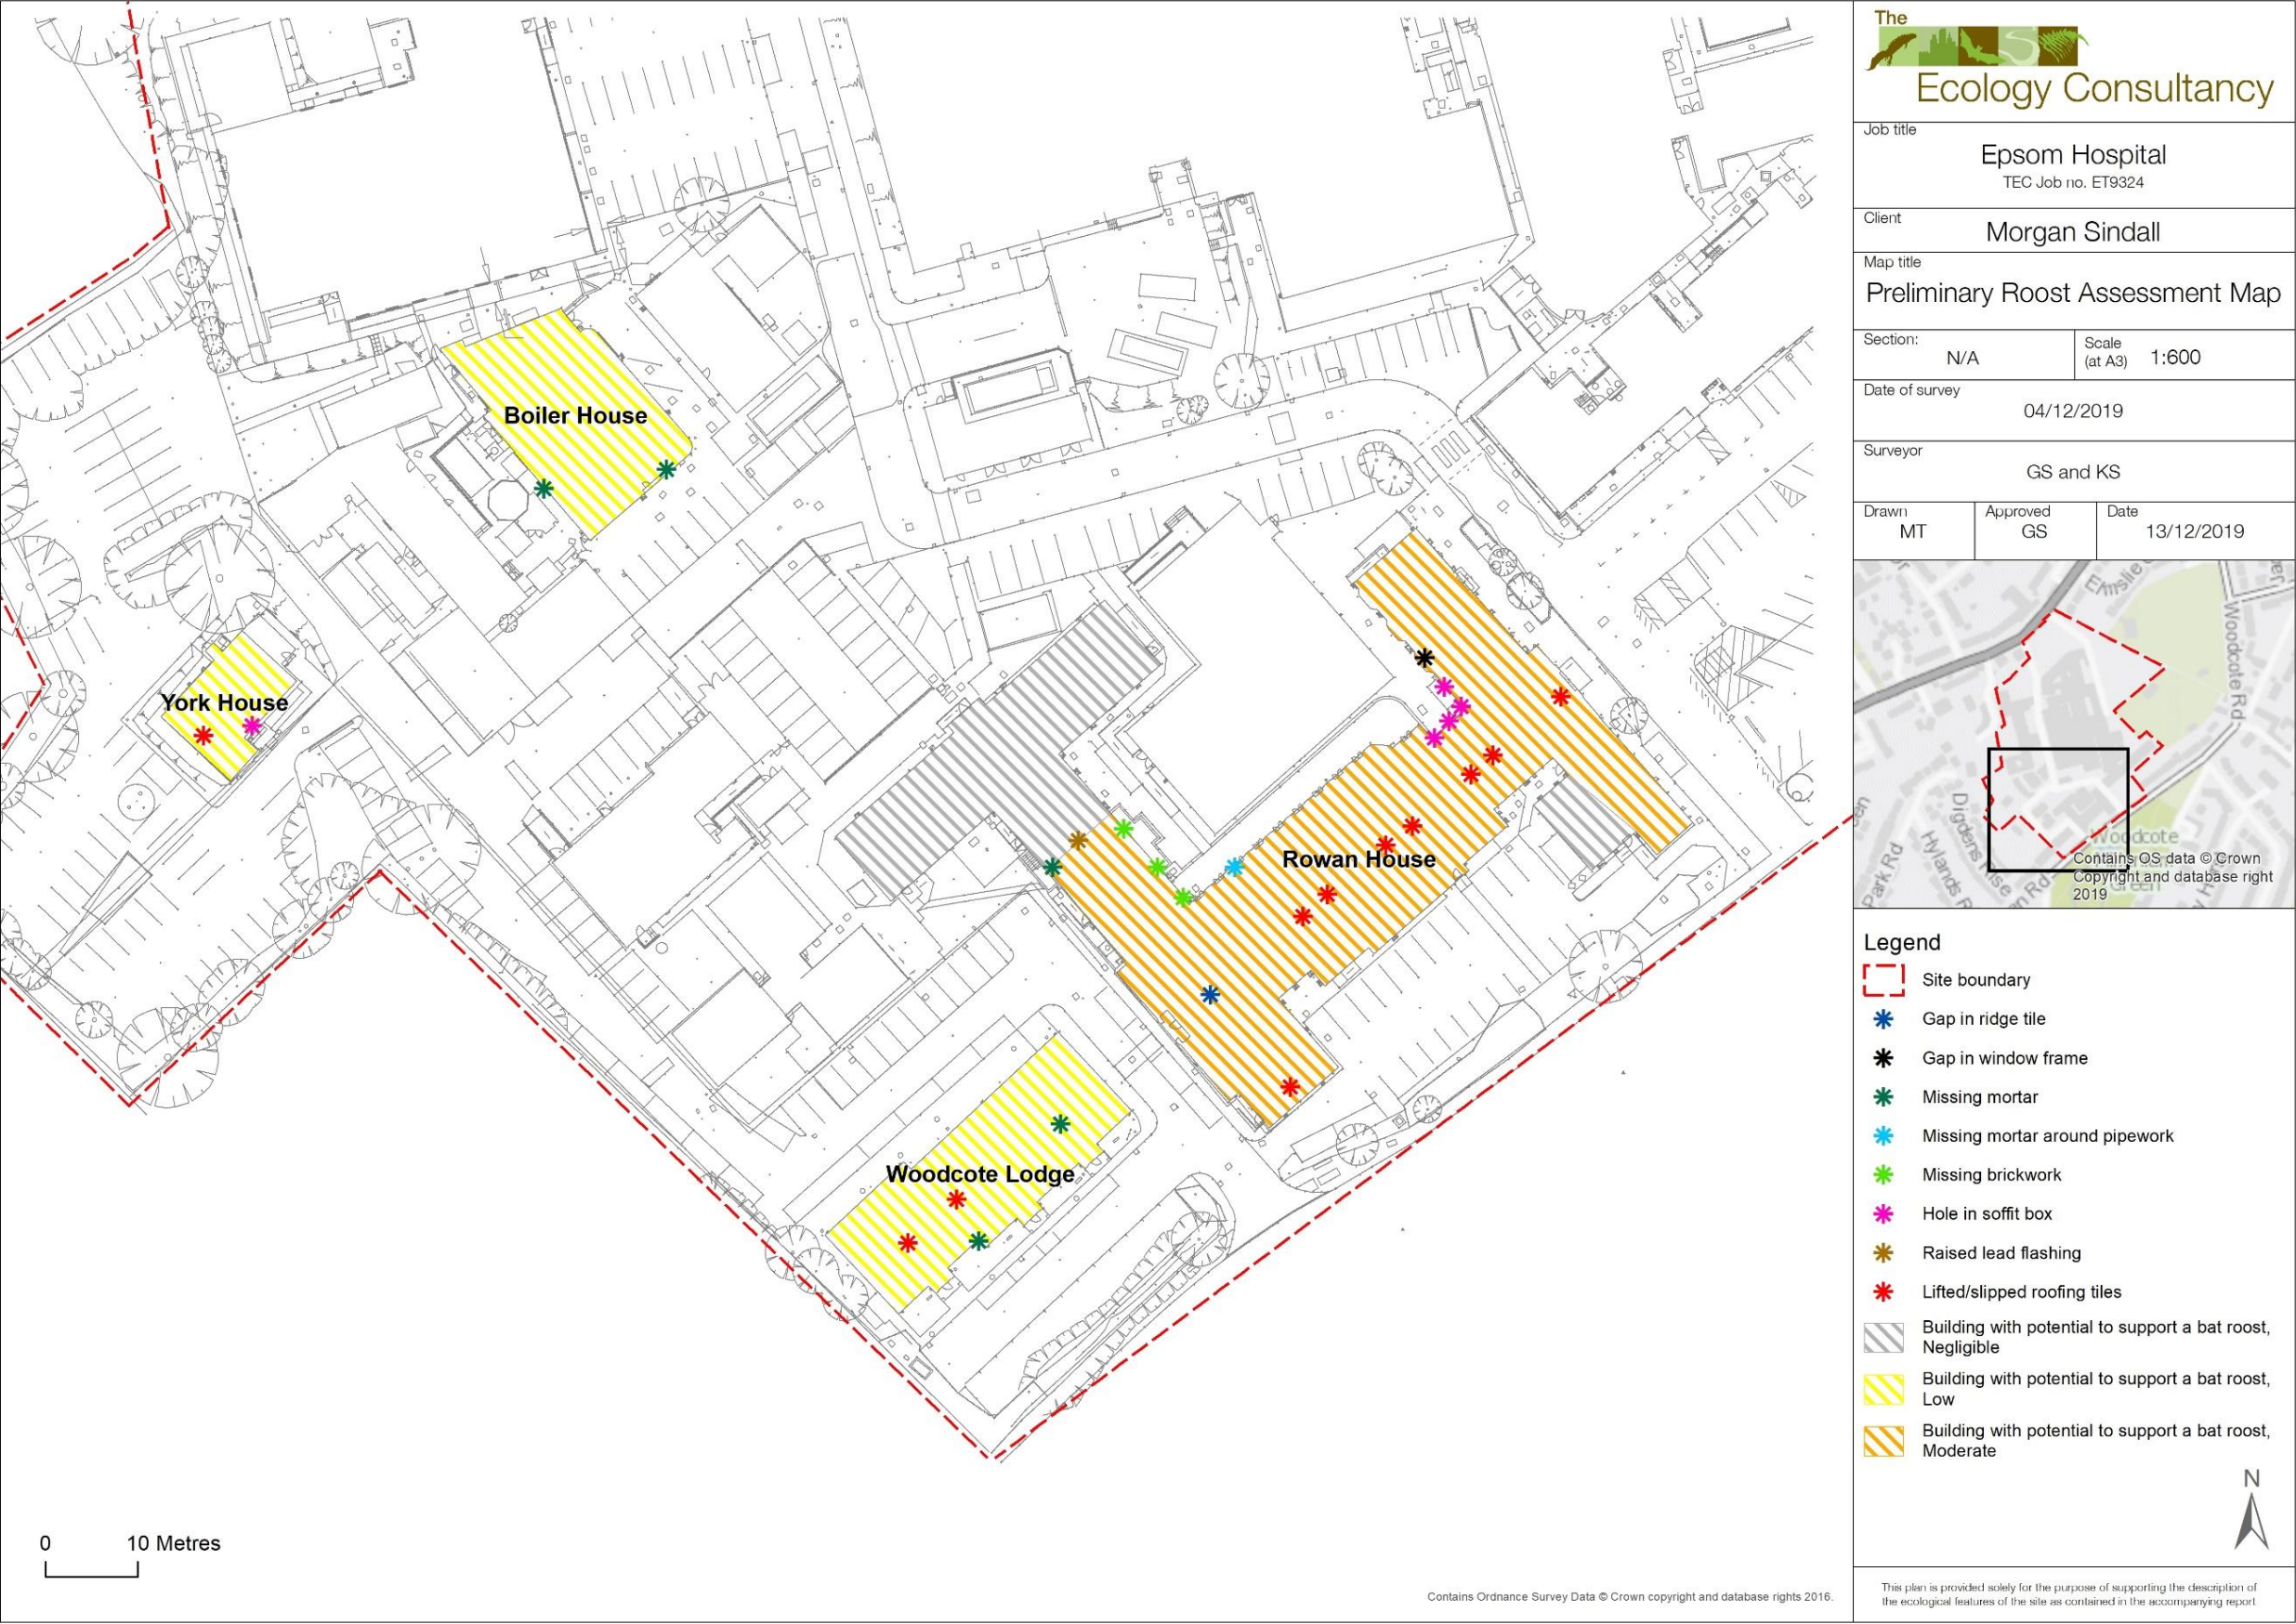 Boiler House
York House
Rowan House
Woodcote Lodge
0 10 Metres
Contains Ordnance Survey Data © Crown copyright and database rights 2016.
The
Ecology Consultancy
Job title
Epsom Hospital
TEC Job no. ET9324
Client
Morgan Sindall
Map title
Preliminary Roost Assessment Map
Section:
N/A
Scale
(at A3) 1:600
Date of survey
04/12/2019
Surveyor
GS and KS
Drawn
MT
Approved
GS
Date
13/12/2019
Woodcote Rd
Park Rd
Woodcote
Green
Contains OS data © Crown
Copyright and database right
2019
Legend
Site boundary
Gap in ridge tile
Gap in window frame
Missing mortar
Missing mortar around pipework
Missing brickwork
Hole in soffit box
Raised lead flashing
Lifted/slipped roofing tiles
Building with potential to support a bat roost,
Negligible
Building with potential to support a bat roost,
Low
Building with potential to support a bat roost,
Moderate
N
This plan is provided solely for the purpose of supporting the description of
the ecological features of the site as contained in the accompanying report